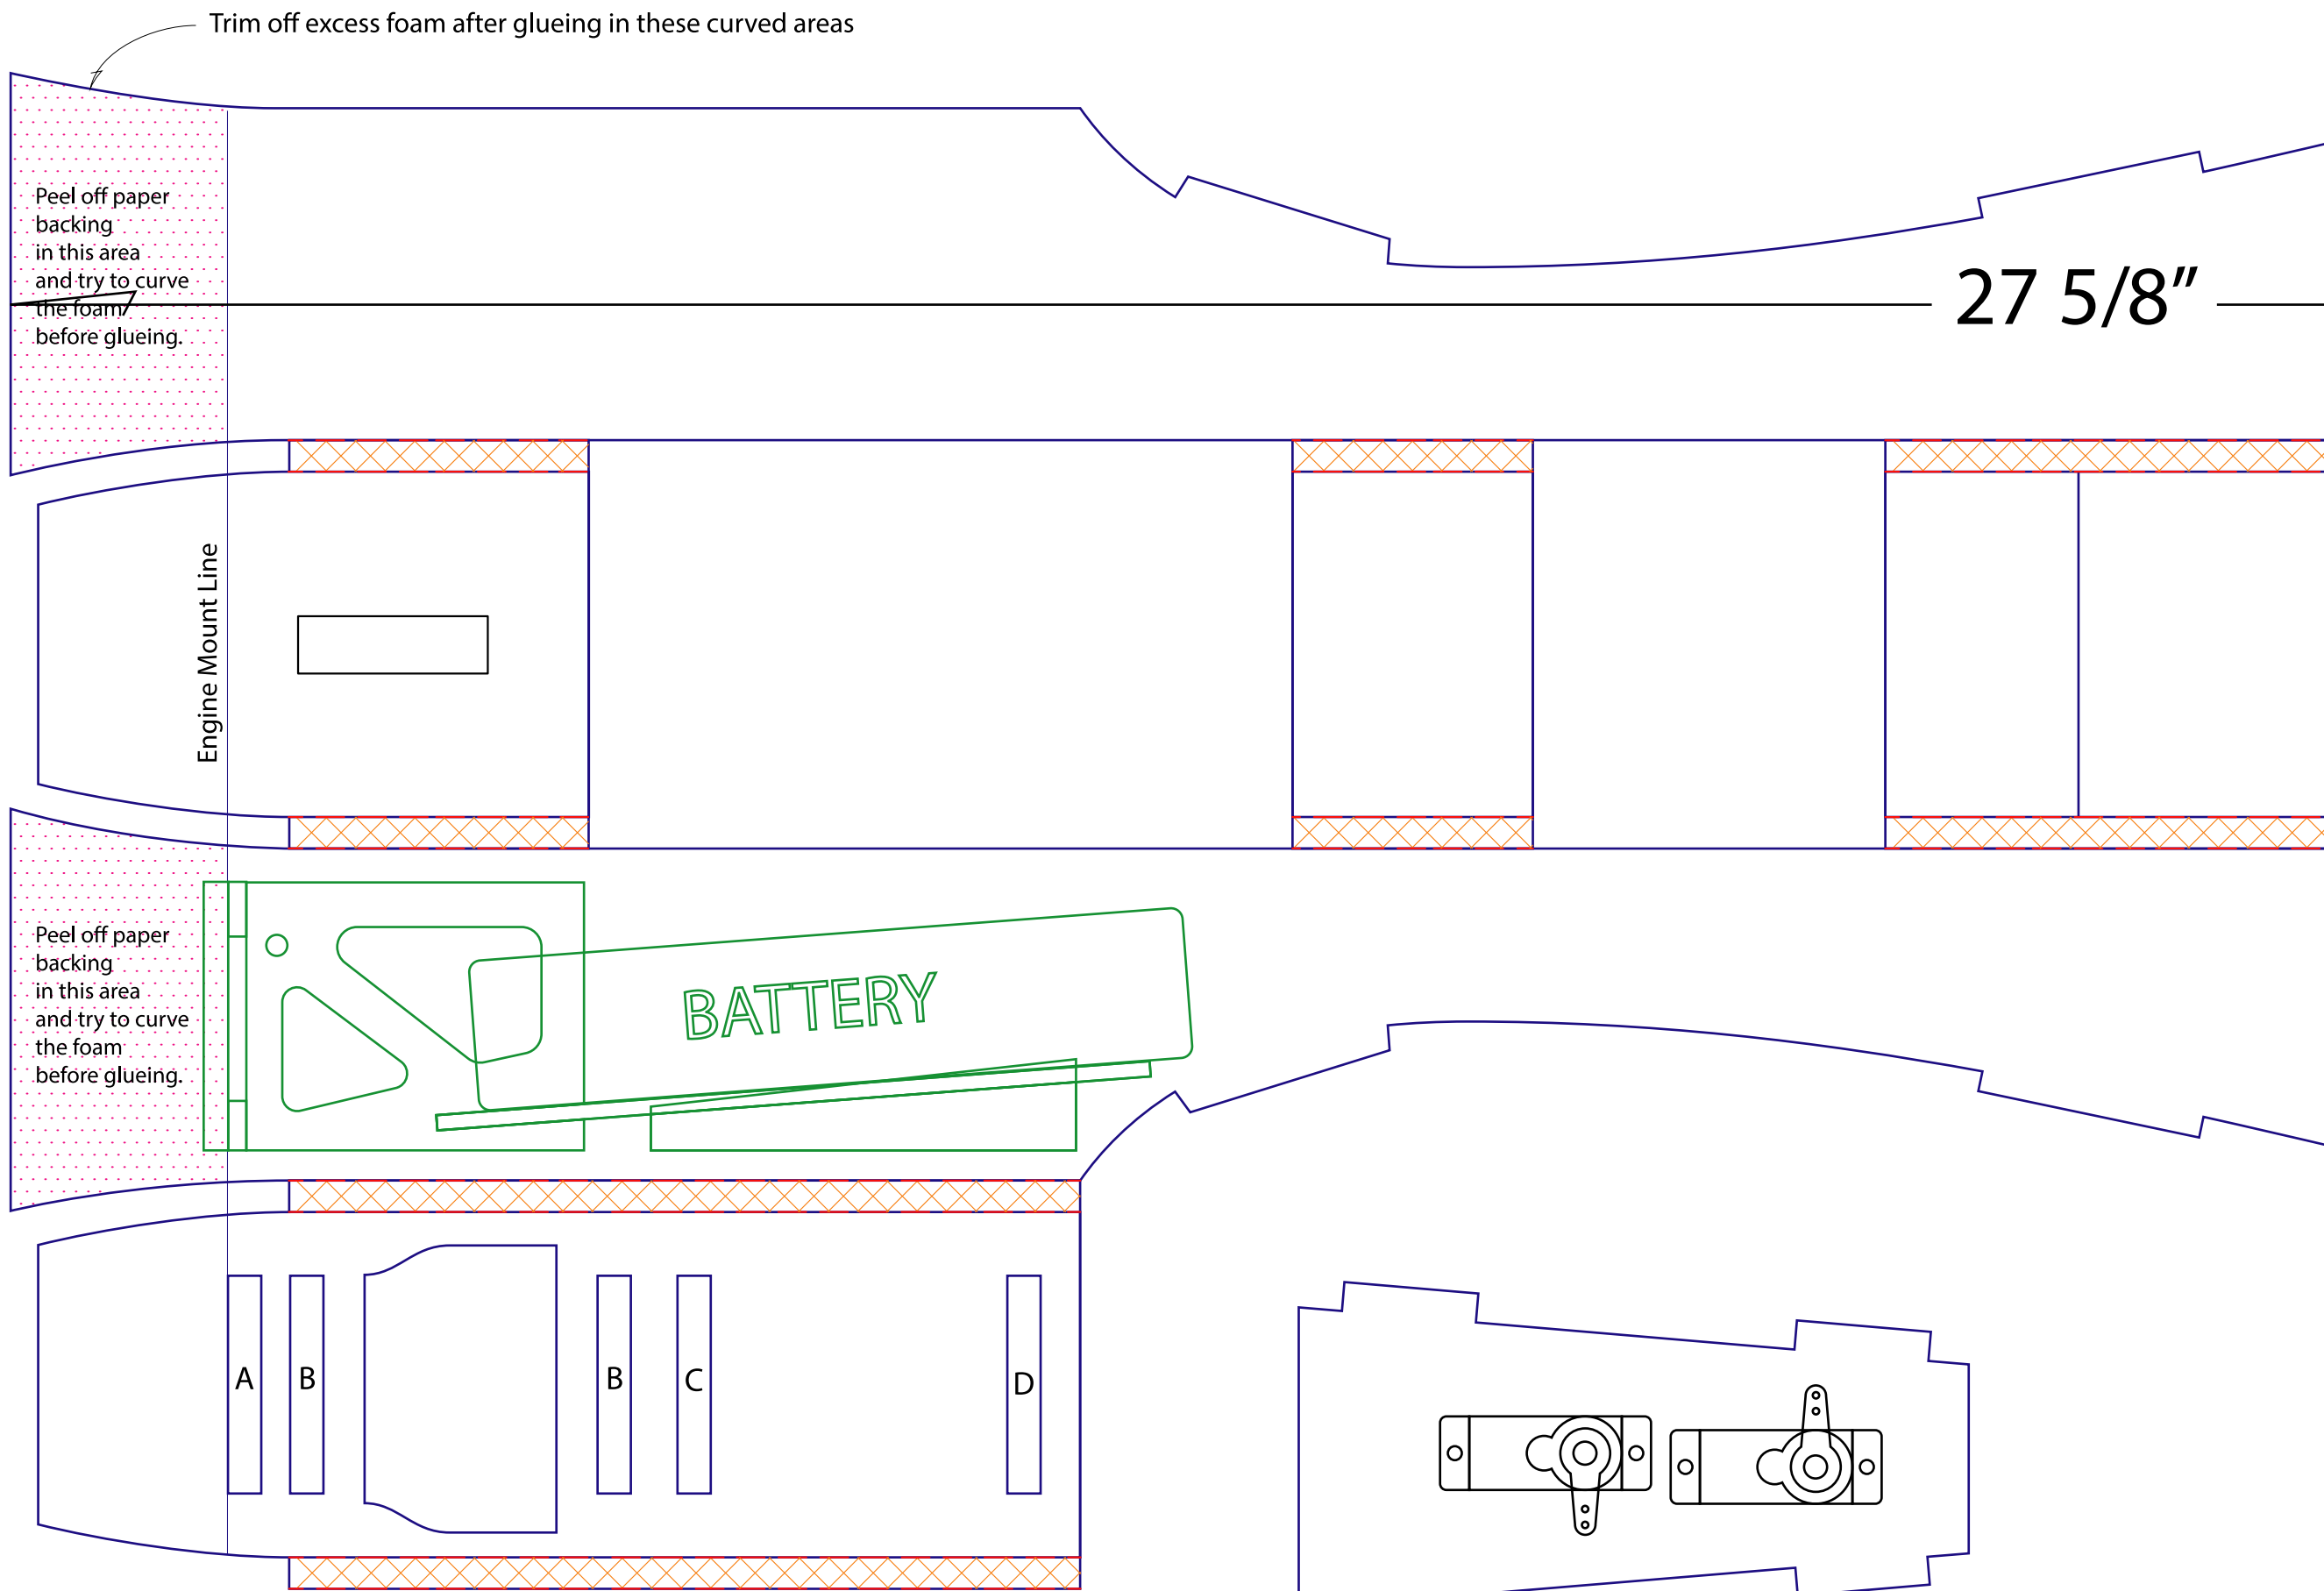 Trim off excess foam after glueing in these curved areas
Peel off paper
backing
in this area
and try to curve
the foam
before glueing.
27 5/8"
Engine Mount Line
Peel off paper
backing
in this area
and try to curve
the foam
before glueing.
BATTERY
A
B
B
C
D